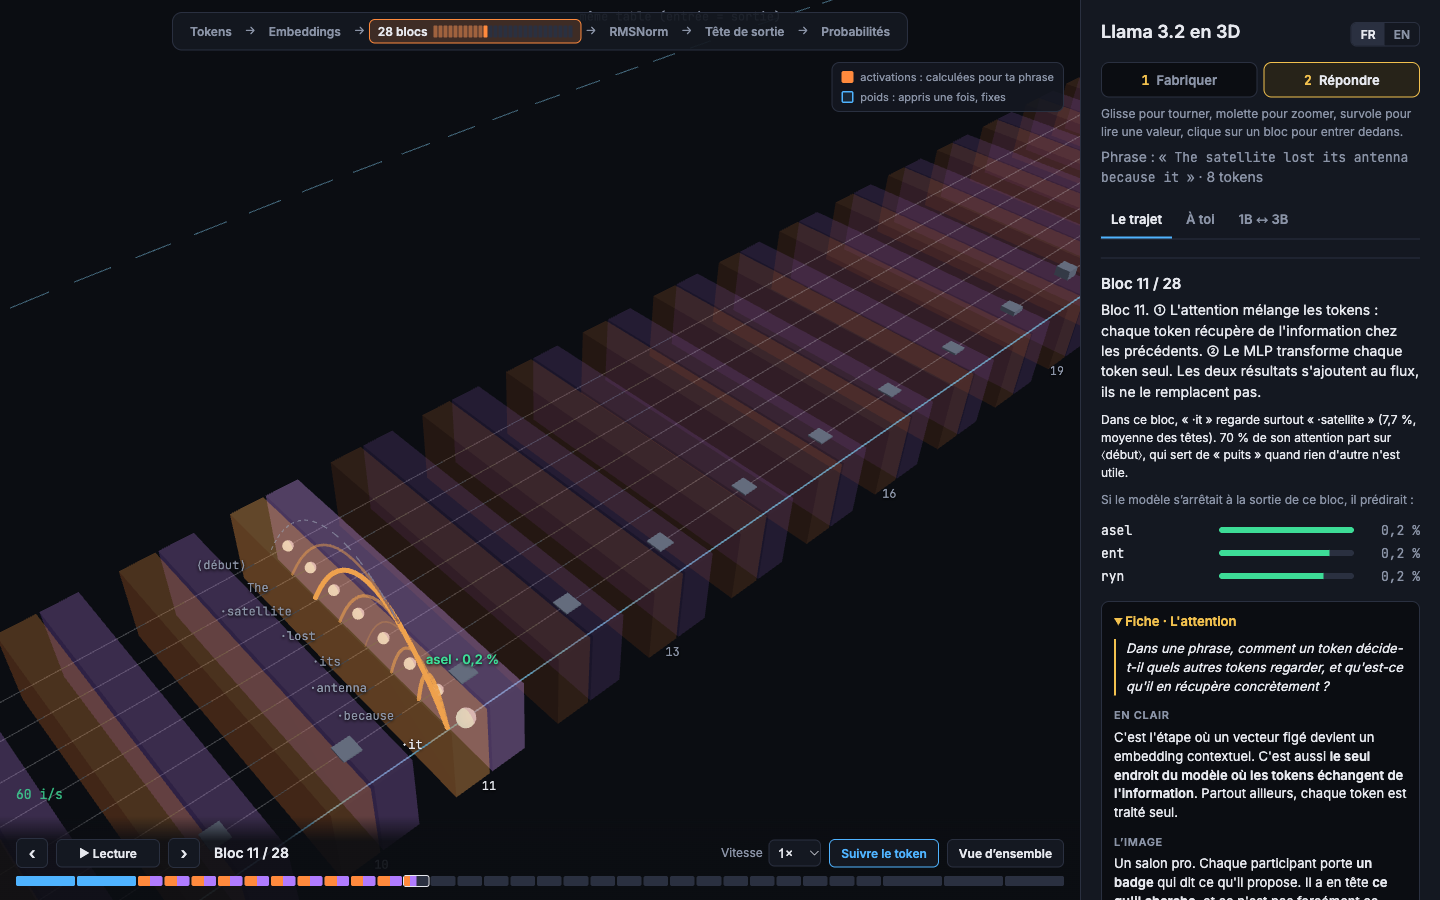 Tokens → Embeddings → 28 blocs → RMSNorm → Tête de sortie → Probabilités
activations : calculées pour ta phrase
poids : appris une fois, fixes
19
16
13
(début)
The
·satellite
·lost
·its
·antenna
·because
·it
asel · 0,2 %
11
60 i/s
‹ Lecture › Bloc 11 / 28
Vitesse 1× Suivre le token Vue d’ensemble
Llama 3.2 en 3D
FR EN
1 Fabriquer
2 Répondre
Glisse pour tourner, molette pour zoomer, survole pour
lire une valeur, clique sur un bloc pour entrer dedans.
Phrase : « The satellite lost its antenna
because it » · 8 tokens
Le trajet À toi 1B ↔ 3B
Bloc 11 / 28
Bloc 11. ① L'attention mélange les tokens :
chaque token récupère de l'information chez
les précédents. ② Le MLP transforme chaque
token seul. Les deux résultats s'ajoutent au flux,
ils ne le remplacent pas.
Dans ce bloc, « ·it » regarde surtout « ·satellite » (7,7 %,
moyenne des têtes). 70 % de son attention part sur
⟨début⟩, qui sert de « puits » quand rien d'autre n'est
utile.
Si le modèle s’arrêtait à la sortie de ce bloc, il prédirait :
asel 0,2 %
ent 0,2 %
ryn 0,2 %
▼ Fiche · L'attention
Dans une phrase, comment un token décide-
t-il quels autres tokens regarder, et qu'est-ce
qu'il en récupère concrètement ?
EN CLAIR
C'est l'étape où un vecteur figé devient un
embedding contextuel. C'est aussi le seul
endroit du modèle où les tokens échangent de
l'information. Partout ailleurs, chaque token est
traité seul.
L’IMAGE
Un salon pro. Chaque participant porte un
badge qui dit ce qu'il propose. Il a en tête ce